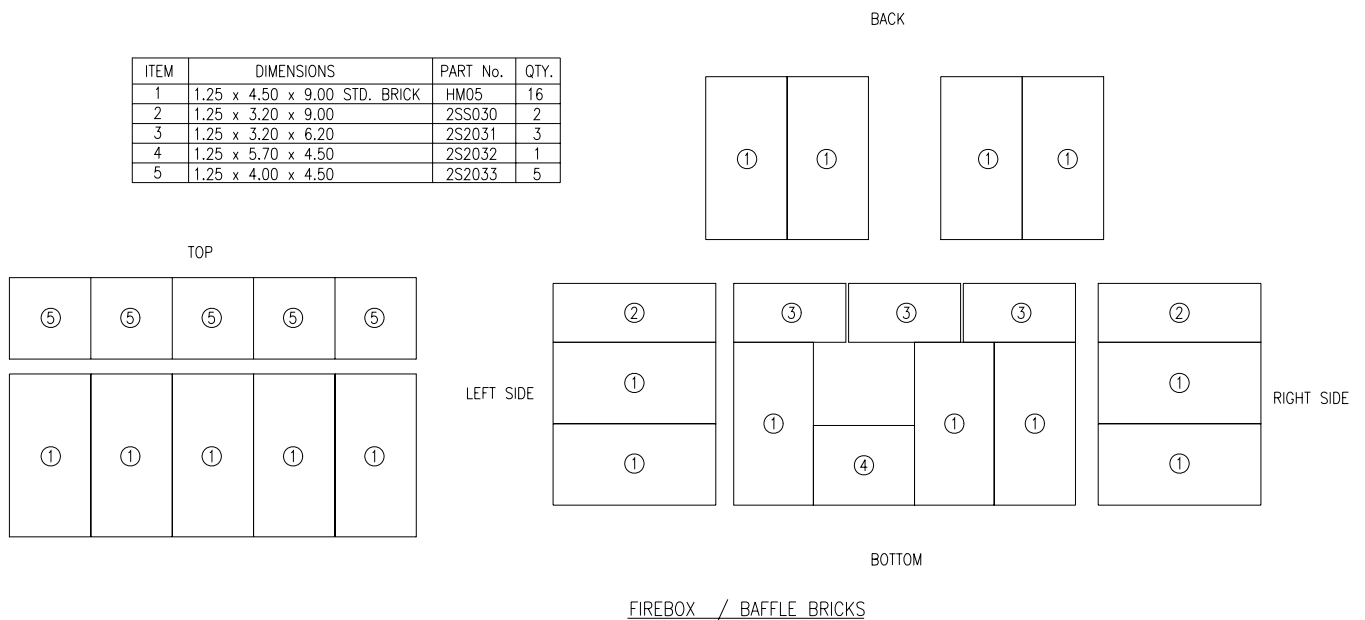 BACK
ITEM DIMENSIONS PART No. QTY.
1 1.25 x 4.50 x 9.00 STD. BRICK HM05 16
2 1.25 x 3.20 x 9.00 2SS030 2
3 1.25 x 3.20 x 6.20 2S2031 3
4 1.25 x 5.70 x 4.50 2S2032 1
5 1.25 x 4.00 x 4.50 2S2033 5
1 1 1 1
TOP
5 5 5 5 5
1 1 1 1 1
LEFT SIDE
2
1
1
3 3 3
1 1 1
4
2
1
1
RIGHT SIDE
BOTTOM
FIREBOX / BAFFLE BRICKS